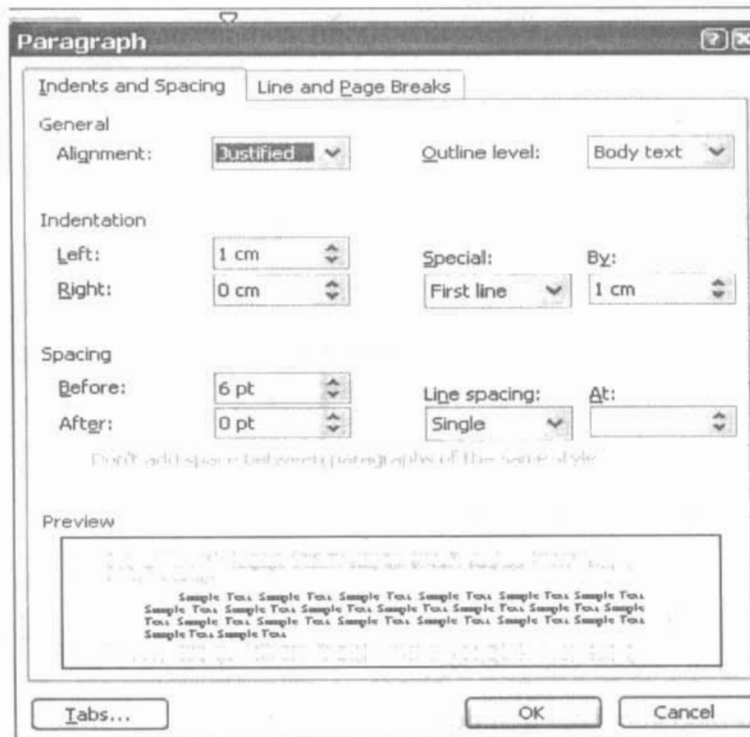 Paragraph
Indents and Spacing Line and Page Breaks
General
Alignment: Justified Outline level: Body text
Indentation
Left: 1 cm Special: By:
Right: 0 cm First line 1 cm
Spacing
Before: 6 pt Line spacing: At:
After: 0 pt Single
Don't add space between paragraphs of the same style
Preview
Sample Text Sample Text Sample Text Sample Text Sample Text Sample Text
Sample Text Sample Text Sample Text Sample Text Sample Text Sample
Text Sample Text Sample Text Sample Text Sample Text Sample Text
Sample Text Sample Text
Tabs... OK Cancel